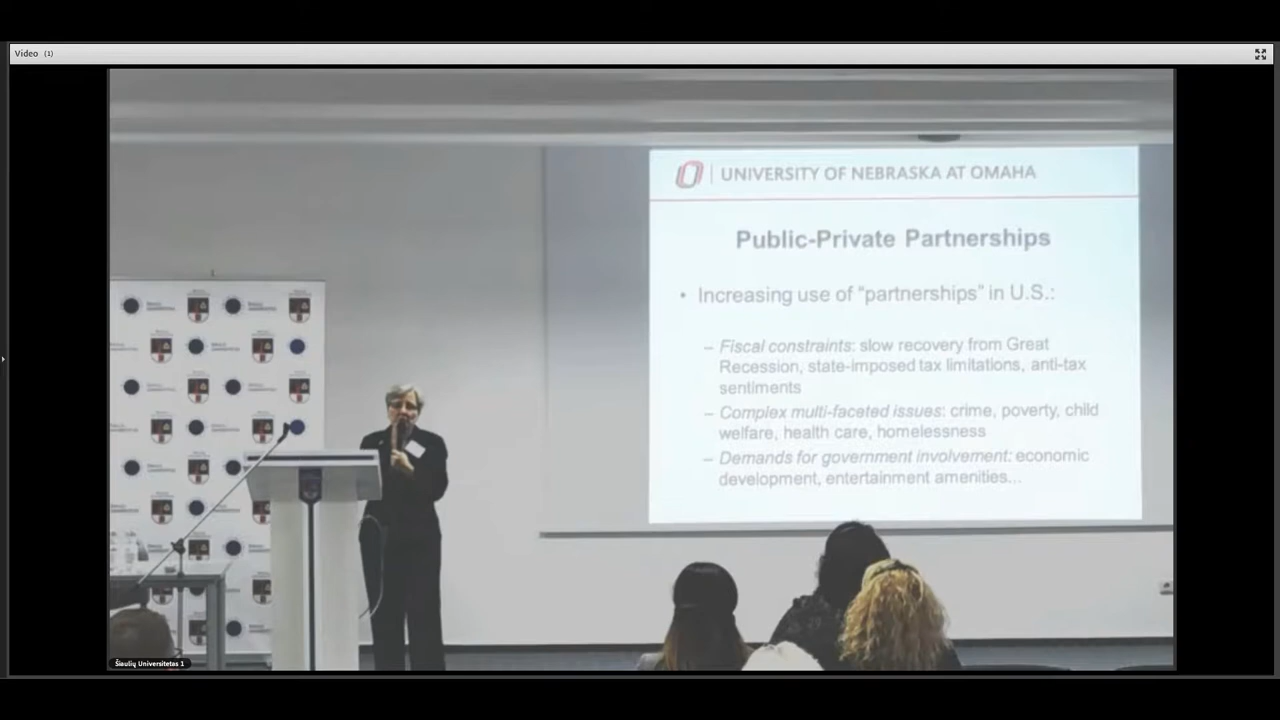 Video (1)
UNIVERSITY OF NEBRASKA AT OMAHA
Public-Private Partnerships
• Increasing use of “partnerships” in U.S.:
– Fiscal constraints: slow recovery from Great
Recession, state-imposed tax limitations, anti-tax
sentiments
– Complex multi-faceted issues: crime, poverty, child
welfare, health care, homelessness
– Demands for government involvement: economic
development, entertainment amenities...
Šiaulių Universitetas 1